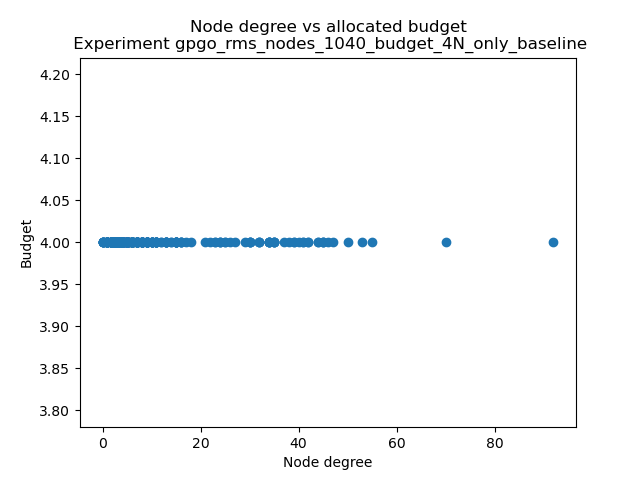 Node degree vs allocated budget
Experiment gpgo_rms_nodes_1040_budget_4N_only_baseline
4.20
4.15
4.10
4.05
4.00
3.95
3.90
3.85
3.80
Budget
0 20 40 60 80
Node degree